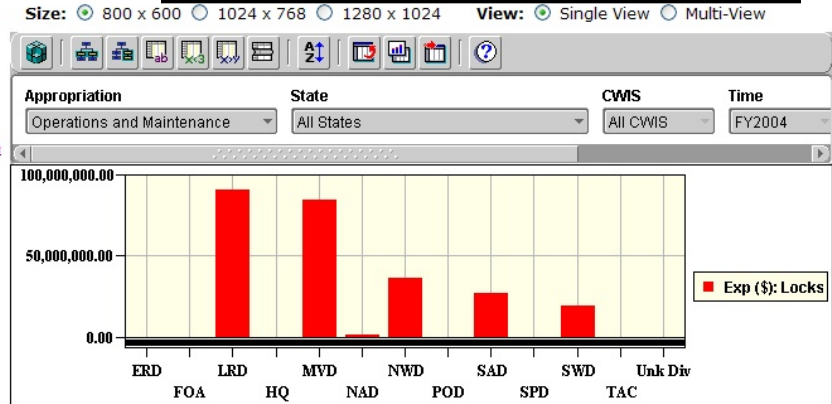 Size: 800 x 600 1024 x 768 1280 x 1024 View: Single View Multi-View
ab x<3 x>y A Z ?
Appropriation State CWIS Time
Operations and Maintenance All States All CWIS FY2004
100,000,000.00
50,000,000.00
Exp ($): Locks
0.00
ERD LRD MVD NWD SAD SWD Unk Div
FOA HQ NAD POD SPD TAC